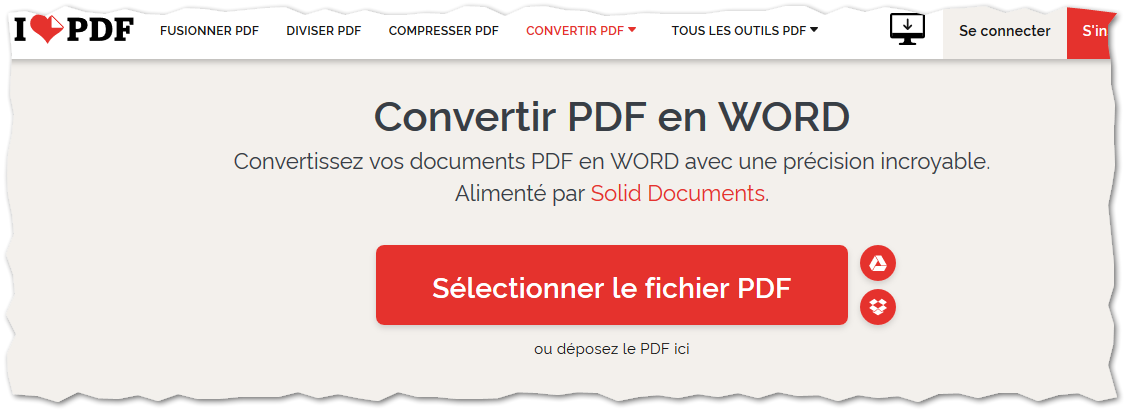 I PDF
FUSIONNER PDF
DIVISER PDF
COMPRESSER PDF
CONVERTIR PDF
TOUS LES OUTILS PDF
Se connecter
S'in
Convertir PDF en WORD
Convertissez vos documents PDF en WORD avec une précision incroyable.
Alimenté par Solid Documents.
Sélectionner le fichier PDF
ou déposez le PDF ici